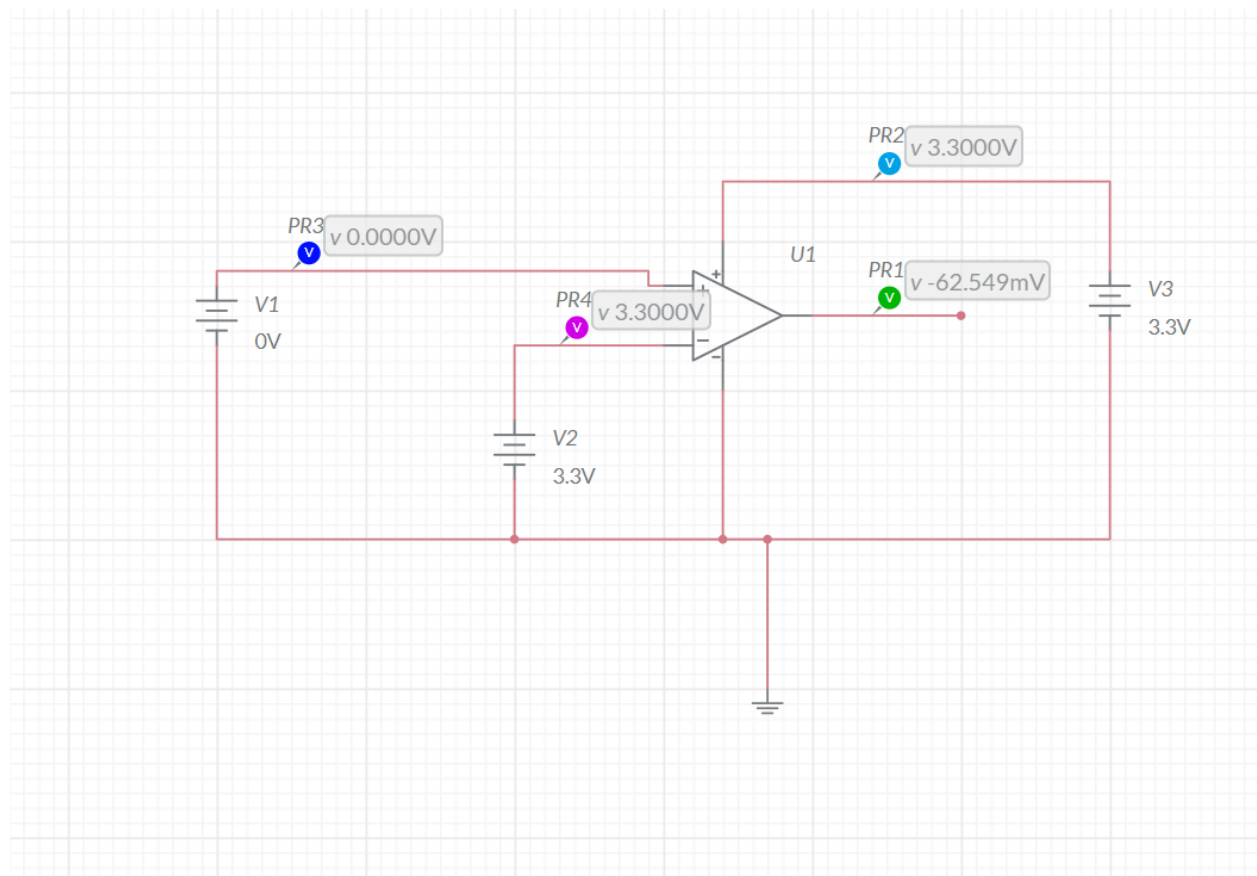 PR2
v 3.3000V
V
PR3
v 0.0000V
V
U1
PR1
v -62.549mV
V
V1
0V
PR4
v 3.3000V
V
V3
3.3V
+
+
−
−
V2
3.3V